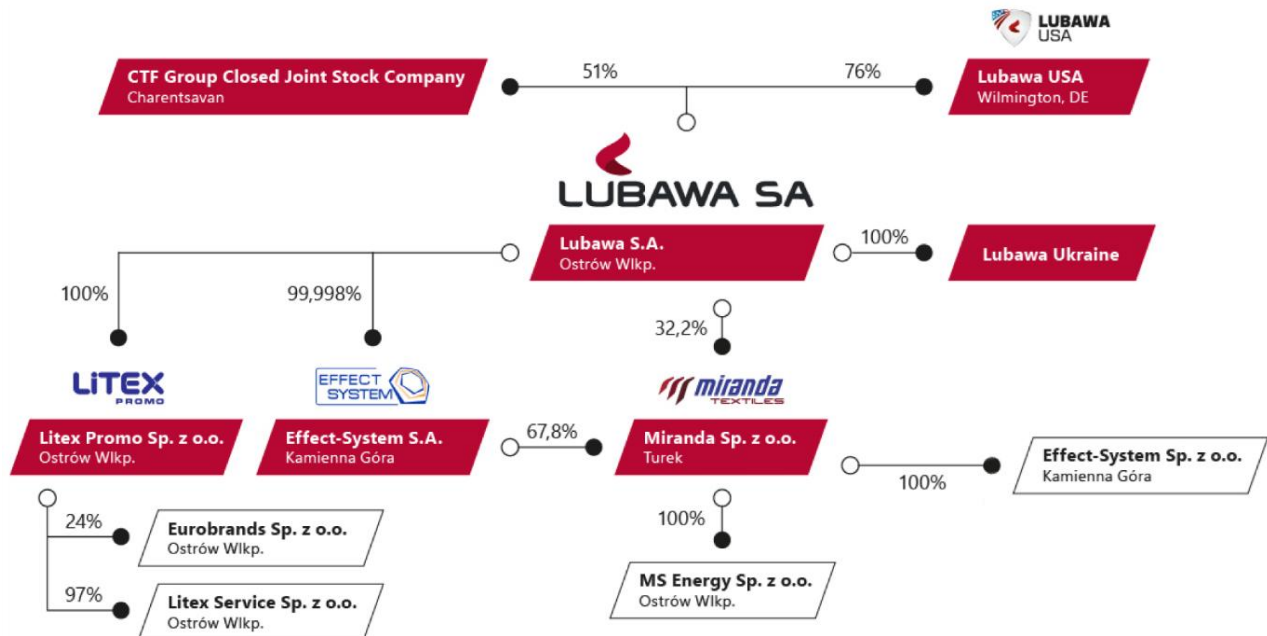 LUBAWA
USA
CTF Group Closed Joint Stock Company
Charentsavan
51%
76%
Lubawa USA
Wilmington, DE
LUBAWA SA
Lubawa S.A.
Ostrów Wlkp.
100%
Lubawa Ukraine
100%
99,998%
32,2%
LiTEX
PROMO
EFFECT
SYSTEM
miranda
TEXTILES
Litex Promo Sp. z o.o.
Ostrów Wlkp.
Effect-System S.A.
Kamienna Góra
67,8%
Miranda Sp. z o.o.
Turek
100%
Effect-System Sp. z o.o.
Kamienna Góra
24%
Eurobrands Sp. z o.o.
Ostrów Wlkp.
100%
MS Energy Sp. z o.o.
Ostrów Wlkp.
97%
Litex Service Sp. z o.o.
Ostrów Wlkp.